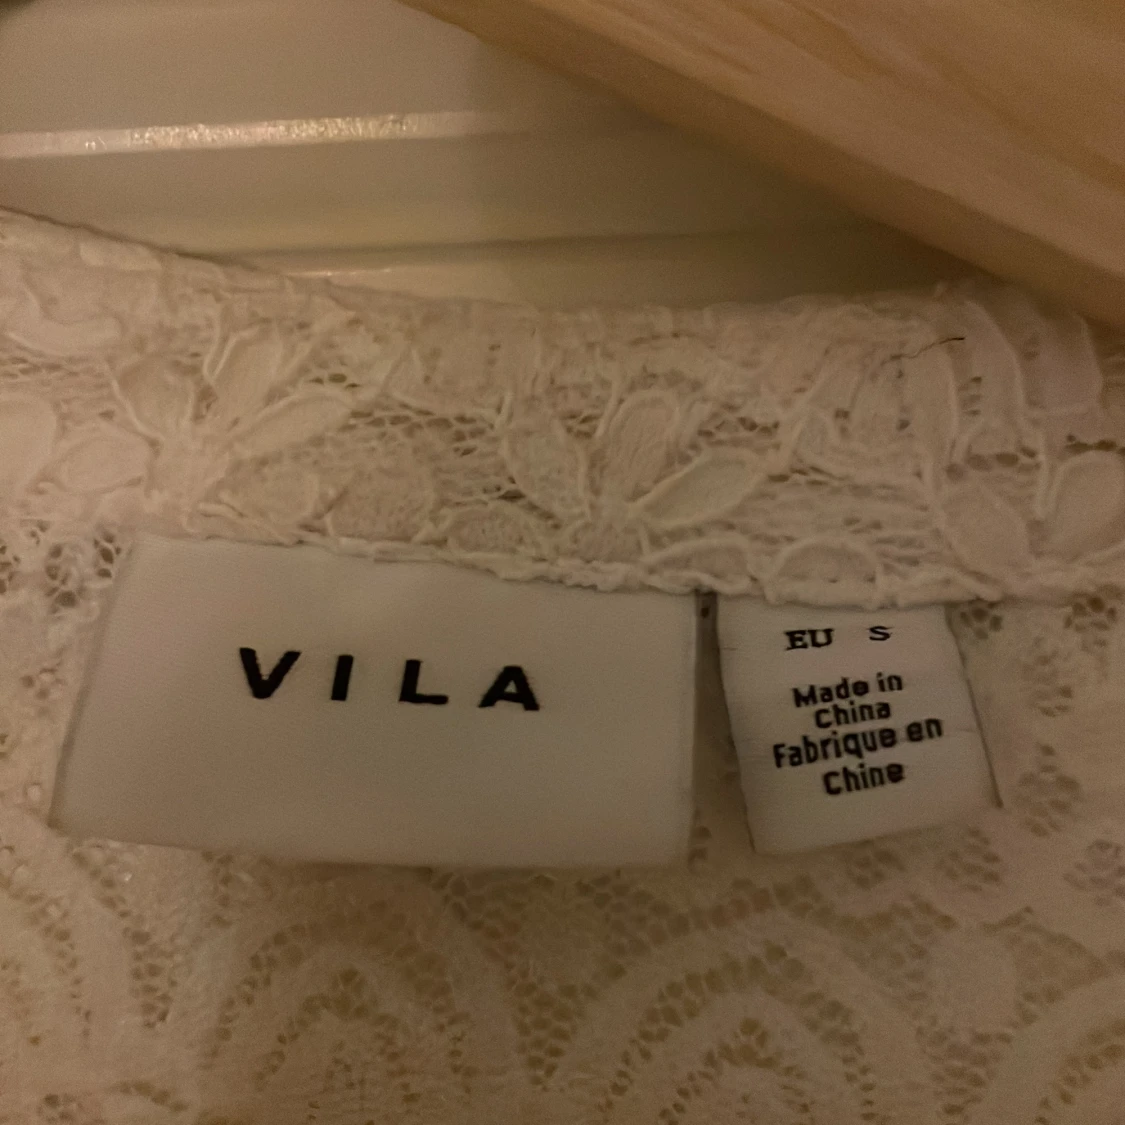 VILA
EU S
Made in
China
Fabrique en
Chine